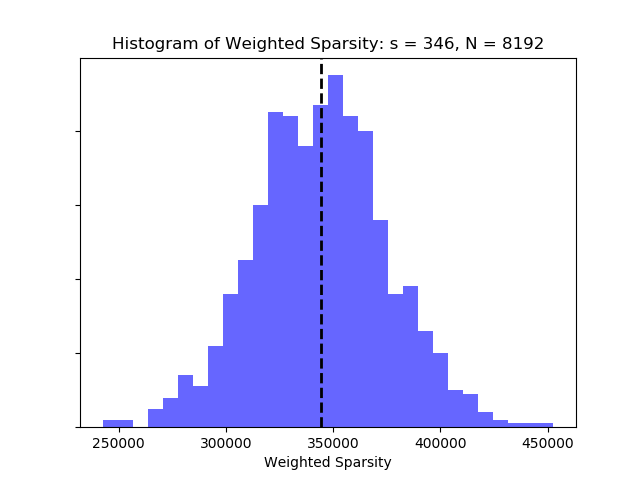 Histogram of Weighted Sparsity: s = 346, N = 8192
250000 300000 350000 400000 450000
Weighted Sparsity